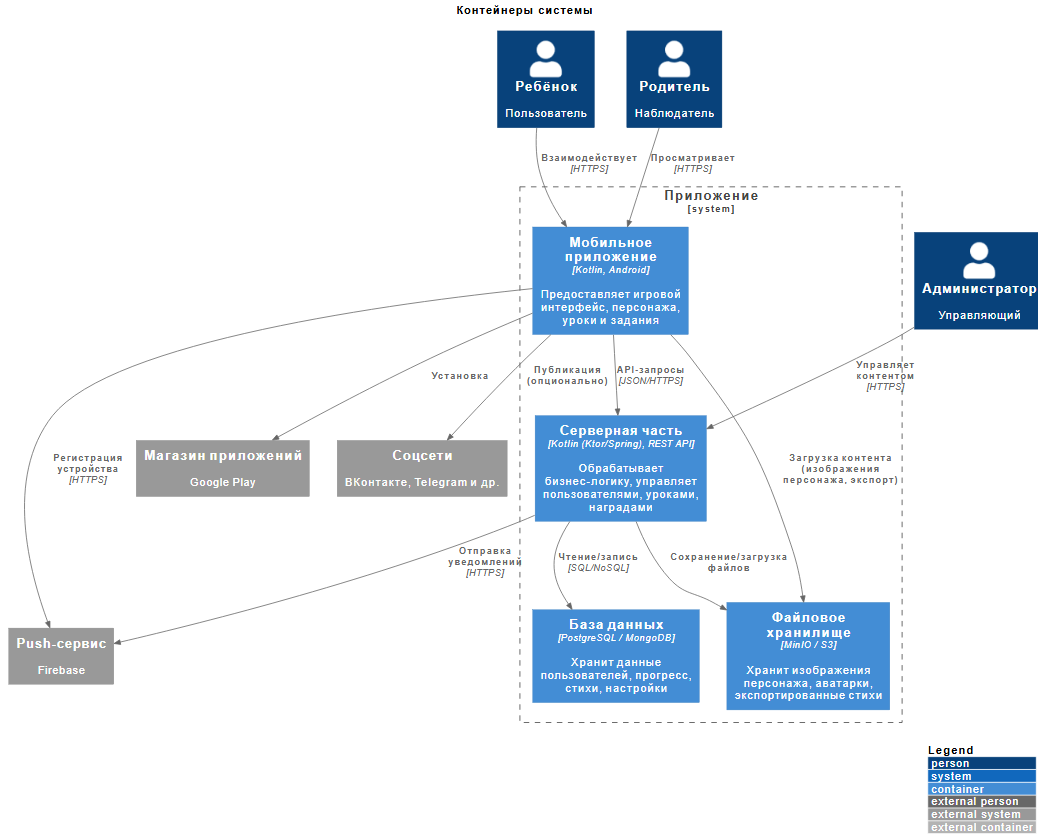 Контейнеры системы
Ребёнок
Пользователь
Родитель
Наблюдатель
Взаимодействует
[HTTPS]
Просматривает
[HTTPS]
Приложение
[system]
Мобильное
приложение
[Kotlin, Android]
Предоставляет игровой
интерфейс, персонажа,
уроки и задания
Администратор
Управляющий
Установка
Публикация
(опционально)
API-запросы
[JSON/HTTPS]
Управляет
контентом
[HTTPS]
Регистрация
устройства
[HTTPS]
Магазин приложений
Google Play
Соцсети
ВКонтакте, Telegram и др.
Серверная часть
[Kotlin (Ktor/Spring), REST API]
Обрабатывает
бизнес-логику, управляет
пользователями, уроками,
наградами
Загрузка контента
(изображения
персонажа, экспорт)
Отправка
уведомлений
[HTTPS]
Чтение/запись
[SQL/NoSQL]
Сохранение/загрузка
файлов
Push-сервис
Firebase
База данных
[PostgreSQL / MongoDB]
Хранит данные
пользователей, прогресс,
стихи, настройки
Файловое
хранилище
[MinIO / S3]
Хранит изображения
персонажа, аватарки,
экспортированные стихи
Legend
person
system
container
external person
external system
external container